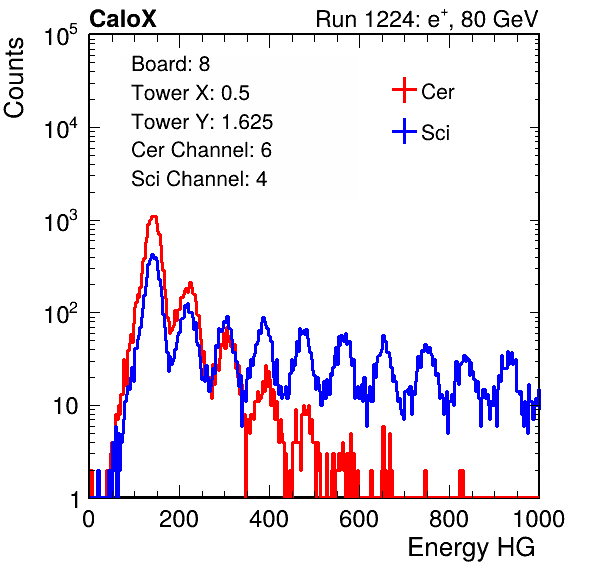 CaloX Run 1224: e⁺, 80 GeV
Board: 8
Tower X: 0.5
Tower Y: 1.625
Cer Channel: 6
Sci Channel: 4
Cer
Sci
Counts
10⁵
10⁴
10³
10²
10
1
0 200 400 600 800 1000
Energy HG